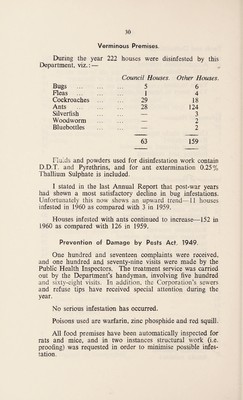 30
Verminous Premises.
During the year 222 houses were disinfested by this
Department, viz.:—
Council Houses. Other Houses.
Bugs ... ... ... 5 6
Fleas ... ... ... 1 4
Cockroaches ... ... 29 18
Ants ... ... ... 28 124
Silverfish ... ... — 3
Woodworm ... ... — 2
Bluebottles ... ... — 2
63 159
Fluids and powders used for disinfestation work contain
D.D.T. and Pyrethrins, and for ant extermination 0.25%
Thallium Sulphate is included.
I stated in the last Annual Report that post-war years
had shown a most satisfactory decline in bug infestations.
Unfortunately this now shews an upward trend—11 houses
infested in 1960 as compared with 3 in 1959.
Houses infested with ants continued to increase—152 in
1960 as compared with 126 in 1959.
Prevention of Damage by Pests Act. 1949.
One hundred and seventeen complaints were received,
and one hundred and seventy-nine visits were made by the
Public Health Inspectors. The treatment service was carried
out by the Department's handyman, involving five hundred
and sixty-eight visits. In addition, the Corporation's sewers
and refuse tips have received special attention during the
year.
No serious infestation has occurred.
Poisons used are warfarin, zinc phosphite and red squill.
All food premises have been automatically inspected for
rats and mice, and in two instances structural work (i.e.
proofing) was requested in order to minimise possible infes-
tation.